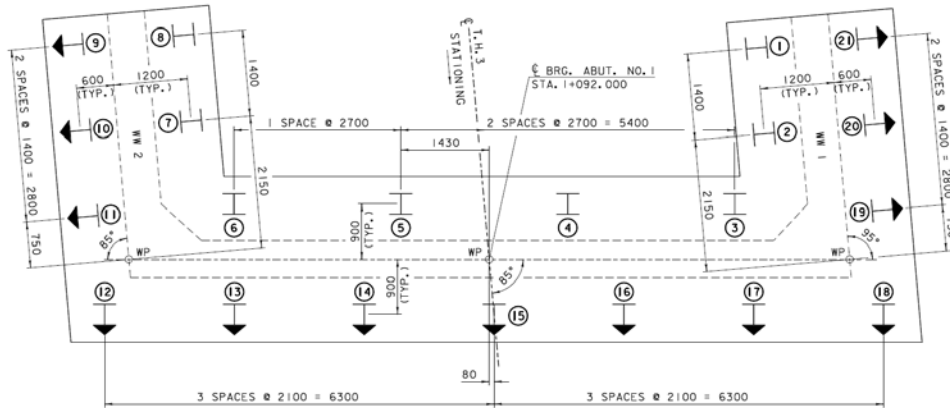 9
8
1
21
2 SPACES @ 1400 = 2800
750
600
(TYP.)
1200
(TYP.)
1400
2150
10
7
11
WW 2
85°
WP
℄ T.H.3
STATIONING
℄ BRG. ABUT. NO.1
STA. 1+092.000
1 SPACE @ 2700
2 SPACES @ 2700 = 5400
1430
1400
2150
1200
(TYP.)
600
(TYP.)
2
20
19
WW 1
2 SPACES @ 1400 = 2800
95°
WP
6
5
4
3
900
(TYP.)
WP
85°
900
(TYP.)
12
13
14
15
16
17
18
80
3 SPACES @ 2100 = 6300
3 SPACES @ 2100 = 6300